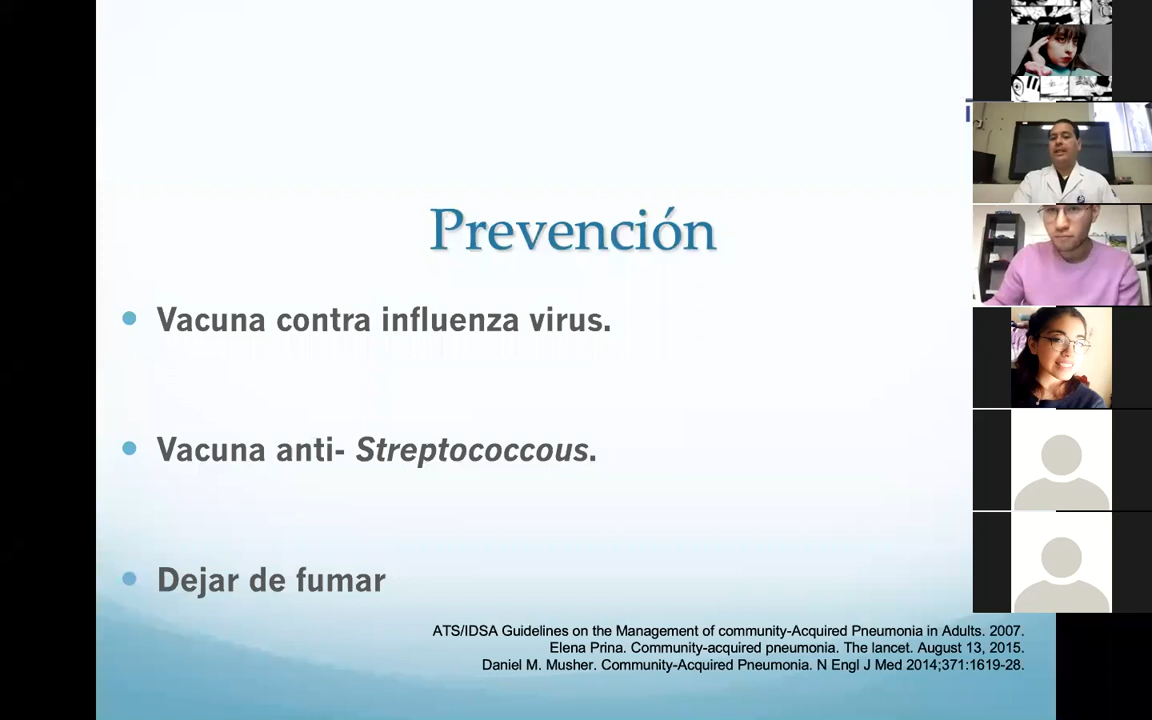 Prevención
Vacuna contra influenza virus.
Vacuna anti- Streptococcous.
Dejar de fumar
ATS/IDSA Guidelines on the Management of community-Acquired Pneumonia in Adults. 2007.
Elena Prina. Community-acquired pneumonia. The lancet. August 13, 2015.
Daniel M. Musher. Community-Acquired Pneumonia. N Engl J Med 2014;371:1619-28.